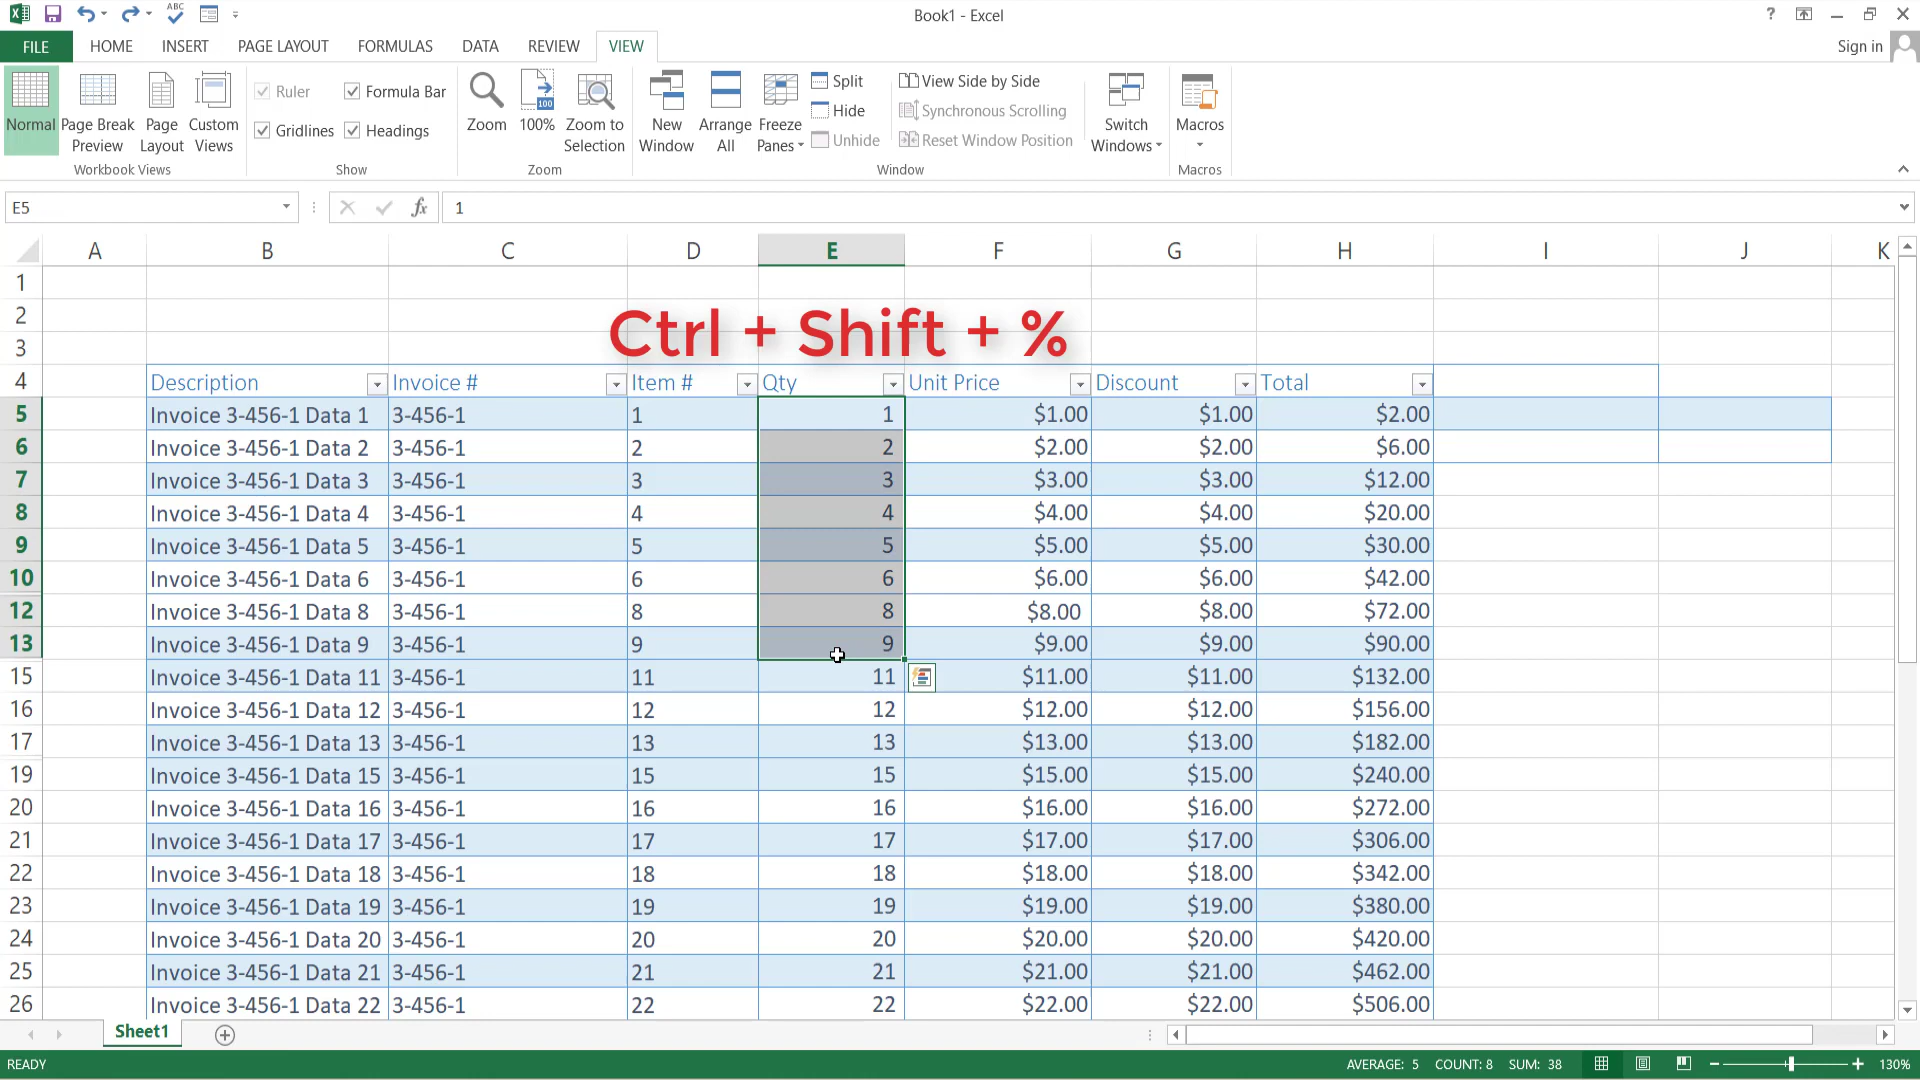 ABC
Book1 - Excel
?
FILE HOME INSERT PAGE LAYOUT FORMULAS DATA REVIEW VIEW Sign in
Normal Page Break Preview Page Layout Custom Views
Workbook Views
Ruler Formula Bar
Gridlines Headings
Show
Zoom 100 100% Zoom to Selection
Zoom
New Window Arrange All Freeze Panes
Split View Side by Side
Hide Synchronous Scrolling
Unhide Reset Window Position
Switch Windows
Window
Macros
Macros
E5 fx 1
A B C D E F G H I J K
1
2
Ctrl + Shift + %
3
4 Description Invoice # Item # Qty Unit Price Discount Total
5 Invoice 3-456-1 Data 1 3-456-1 1 1 $1.00 $1.00 $2.00
6 Invoice 3-456-1 Data 2 3-456-1 2 2 $2.00 $2.00 $6.00
7 Invoice 3-456-1 Data 3 3-456-1 3 3 $3.00 $3.00 $12.00
8 Invoice 3-456-1 Data 4 3-456-1 4 4 $4.00 $4.00 $20.00
9 Invoice 3-456-1 Data 5 3-456-1 5 5 $5.00 $5.00 $30.00
10 Invoice 3-456-1 Data 6 3-456-1 6 6 $6.00 $6.00 $42.00
12 Invoice 3-456-1 Data 8 3-456-1 8 8 $8.00 $8.00 $72.00
13 Invoice 3-456-1 Data 9 3-456-1 9 9 $9.00 $9.00 $90.00
15 Invoice 3-456-1 Data 11 3-456-1 11 11 $11.00 $11.00 $132.00
16 Invoice 3-456-1 Data 12 3-456-1 12 12 $12.00 $12.00 $156.00
17 Invoice 3-456-1 Data 13 3-456-1 13 13 $13.00 $13.00 $182.00
19 Invoice 3-456-1 Data 15 3-456-1 15 15 $15.00 $15.00 $240.00
20 Invoice 3-456-1 Data 16 3-456-1 16 16 $16.00 $16.00 $272.00
21 Invoice 3-456-1 Data 17 3-456-1 17 17 $17.00 $17.00 $306.00
22 Invoice 3-456-1 Data 18 3-456-1 18 18 $18.00 $18.00 $342.00
23 Invoice 3-456-1 Data 19 3-456-1 19 19 $19.00 $19.00 $380.00
24 Invoice 3-456-1 Data 20 3-456-1 20 20 $20.00 $20.00 $420.00
25 Invoice 3-456-1 Data 21 3-456-1 21 21 $21.00 $21.00 $462.00
26 Invoice 3-456-1 Data 22 3-456-1 22 22 $22.00 $22.00 $506.00
Sheet1
READY AVERAGE: 5 COUNT: 8 SUM: 38 130%